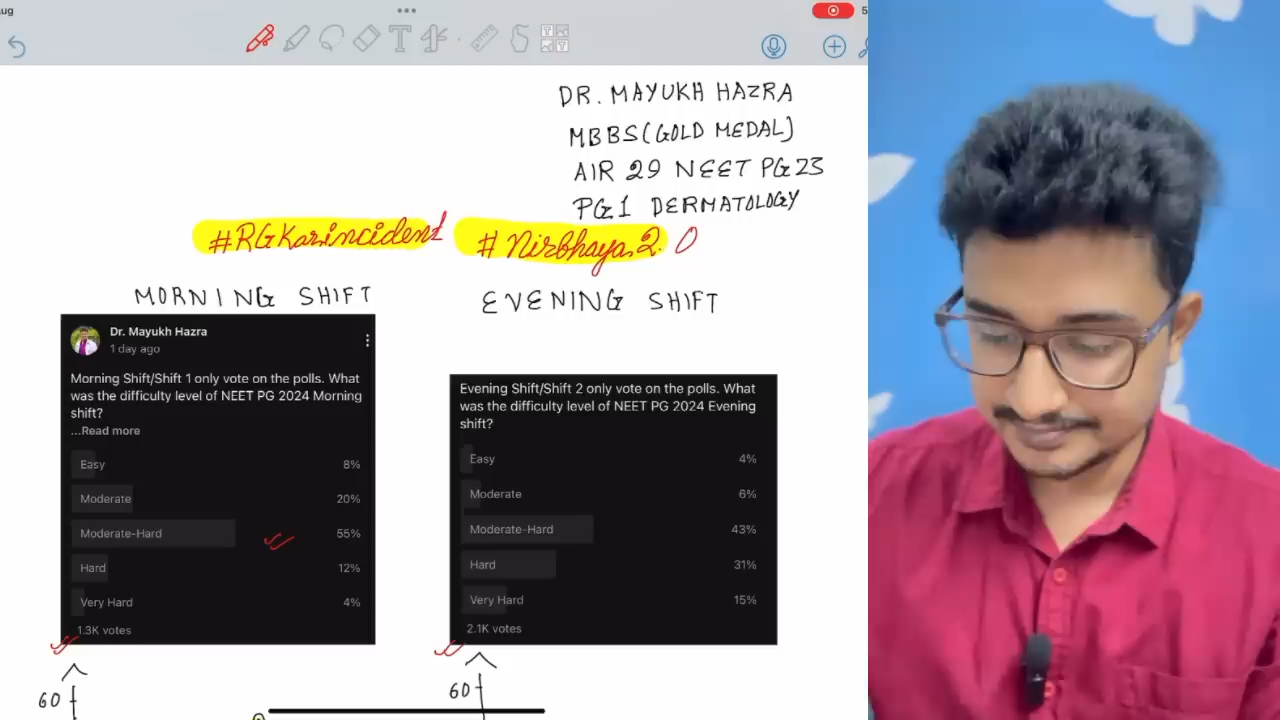 ug
5
DR. MAYUKH HAZRA
MBBS(GOLD MEDAL)
AIR 29 NEET PG 23
PG1 DERMATOLOGY
#RGKarincident #Nirbhaya2.0
MORNING SHIFT
EVENING SHIFT
Dr. Mayukh Hazra
1 day ago
Morning Shift/Shift 1 only vote on the polls. What
was the difficulty level of NEET PG 2024 Morning
shift?
...Read more
Easy 8%
Moderate 20%
Moderate-Hard 55%
Hard 12%
Very Hard 4%
1.3K votes
Evening Shift/Shift 2 only vote on the polls. What
was the difficulty level of NEET PG 2024 Evening
shift?
Easy 4%
Moderate 6%
Moderate-Hard 43%
Hard 31%
Very Hard 15%
2.1K votes
60
60